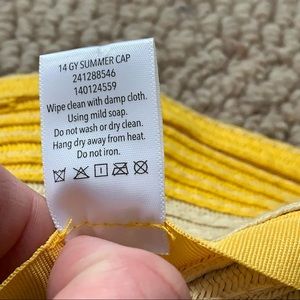 14 GY SUMMER CAP
241288546
140124559
Wipe clean with damp cloth.
Using mild soap.
Do not wash or dry clean.
Hang dry away from heat.
Do not iron.